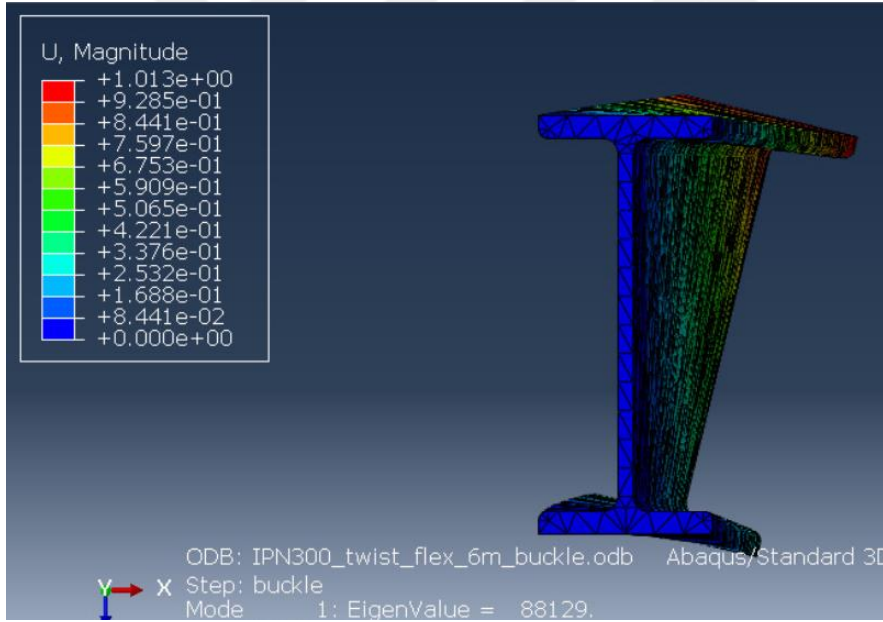 U, Magnitude
+1.013e+00
+9.285e-01
+8.441e-01
+7.597e-01
+6.753e-01
+5.909e-01
+5.065e-01
+4.221e-01
+3.376e-01
+2.532e-01
+1.688e-01
+8.441e-02
+0.000e+00
ODB: IPN300_twist_flex_6m_buckle.odb Abaqus/Standard 3D
Y X Step: buckle
Mode 1: EigenValue = 88129.